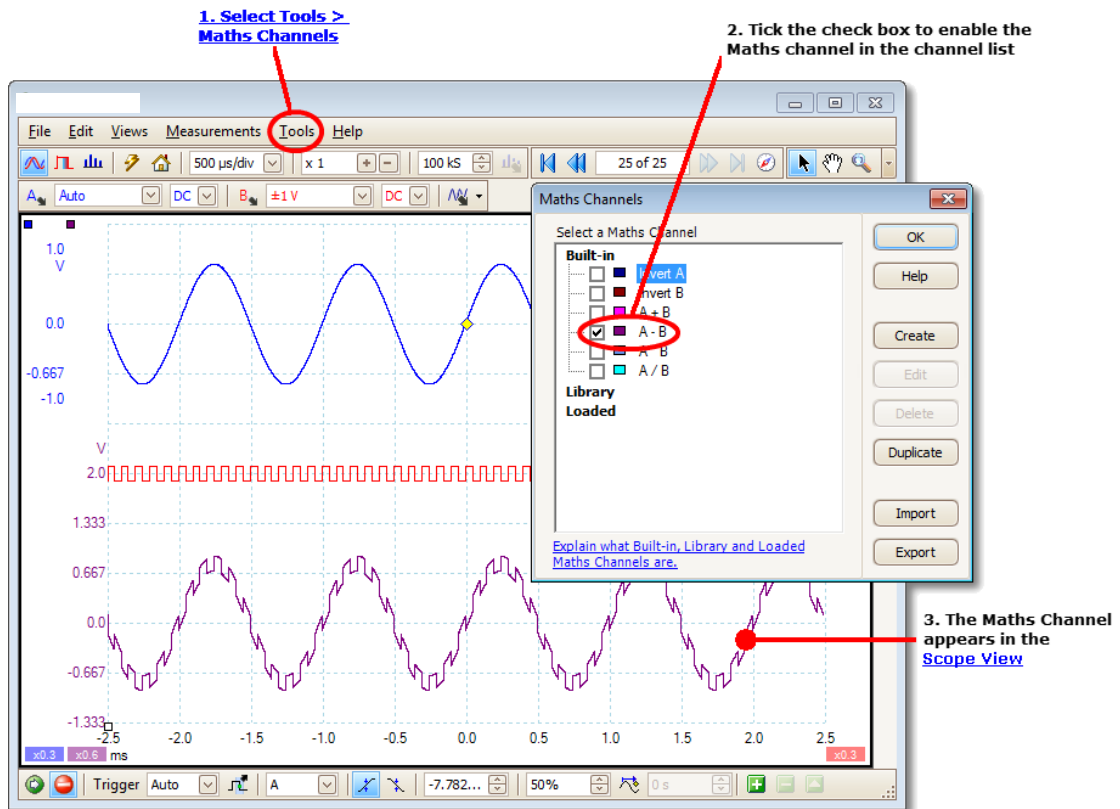 1. Select Tools >
Maths Channels
2. Tick the check box to enable the
Maths channel in the channel list
File Edit Views Measurements Tools Help
500 µs/div x 1 + - 100 kS 25 of 25
A Auto DC B ±1 V DC
1.0
V
0.0
-0.667
-1.0
V
2.0
1.333
0.667
0.0
-0.667
-1.333
-2.5 -2.0 -1.5 -1.0 -0.5 0.0 0.5 1.0 1.5 2.0 2.5
x0.3 x0.6 ms x0.3
Trigger Auto A -7.782... 50% 0 s
Maths Channels
Select a Maths Channel
Built-in
Invert A
Invert B
A + B
A - B
A B
A / B
Library
Loaded
Explain what Built-in, Library and Loaded
Maths Channels are.
OK
Help
Create
Edit
Delete
Duplicate
Import
Export
3. The Maths Channel
appears in the
Scope View